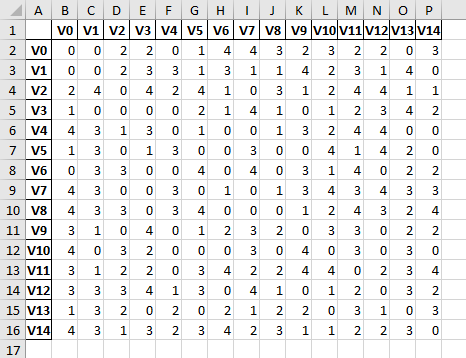 A B C D E F G H I J K L M N O P
1 V0 V1 V2 V3 V4 V5 V6 V7 V8 V9 V10 V11 V12 V13 V14
2 V0 0 0 2 2 0 1 4 4 3 2 3 2 2 0 3
3 V1 0 0 2 3 3 1 3 1 1 4 2 3 1 4 0
4 V2 2 4 0 4 2 4 1 0 3 1 2 4 4 1 1
5 V3 1 0 0 0 0 2 1 4 1 0 1 2 3 4 2
6 V4 4 3 1 3 0 1 0 0 1 3 2 4 4 0 0
7 V5 1 3 0 1 3 0 0 3 0 0 4 1 4 2 0
8 V6 0 3 3 0 0 4 0 4 0 3 1 4 0 2 2
9 V7 4 3 0 0 3 0 1 0 1 3 4 3 4 3 3
10 V8 4 3 3 0 3 4 0 0 0 1 2 4 3 2 4
11 V9 3 1 0 4 0 1 2 3 2 0 3 3 0 2 2
12 V10 4 0 3 2 0 0 0 3 0 4 0 3 0 3 0
13 V11 3 1 2 2 0 3 4 2 2 4 4 0 2 3 4
14 V12 3 3 3 4 1 3 0 4 1 0 1 2 0 3 2
15 V13 1 3 2 0 2 0 2 1 2 2 0 3 1 0 3
16 V14 4 3 1 3 2 3 4 2 3 1 1 2 2 3 0
17